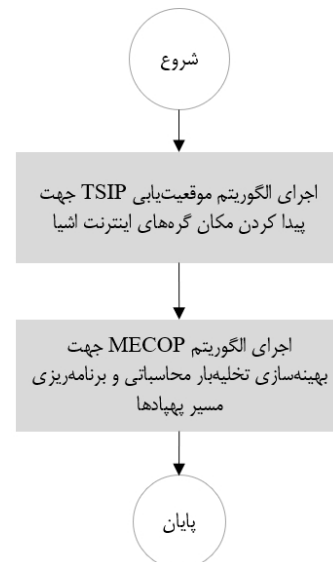 شروع
اجرای الگوریتم موقعیت‌یابی TSIP جهت
پیدا کردن مکان گره‌های اینترنت اشیا
اجرای الگوریتم MECOP جهت
بهینه‌سازی تخلیه‌بار محاسباتی و برنامه‌ریزی
مسیر پهپادها
پایان